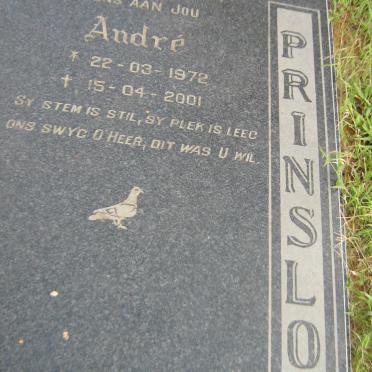 ONS AAN JOU
André
* 22-03-1972
† 15-04-2001
SY STEM IS STIL, SY PLEK IS LEEG
ONS SWYG O HEER, DIT WAS U WIL.
PRINSLO